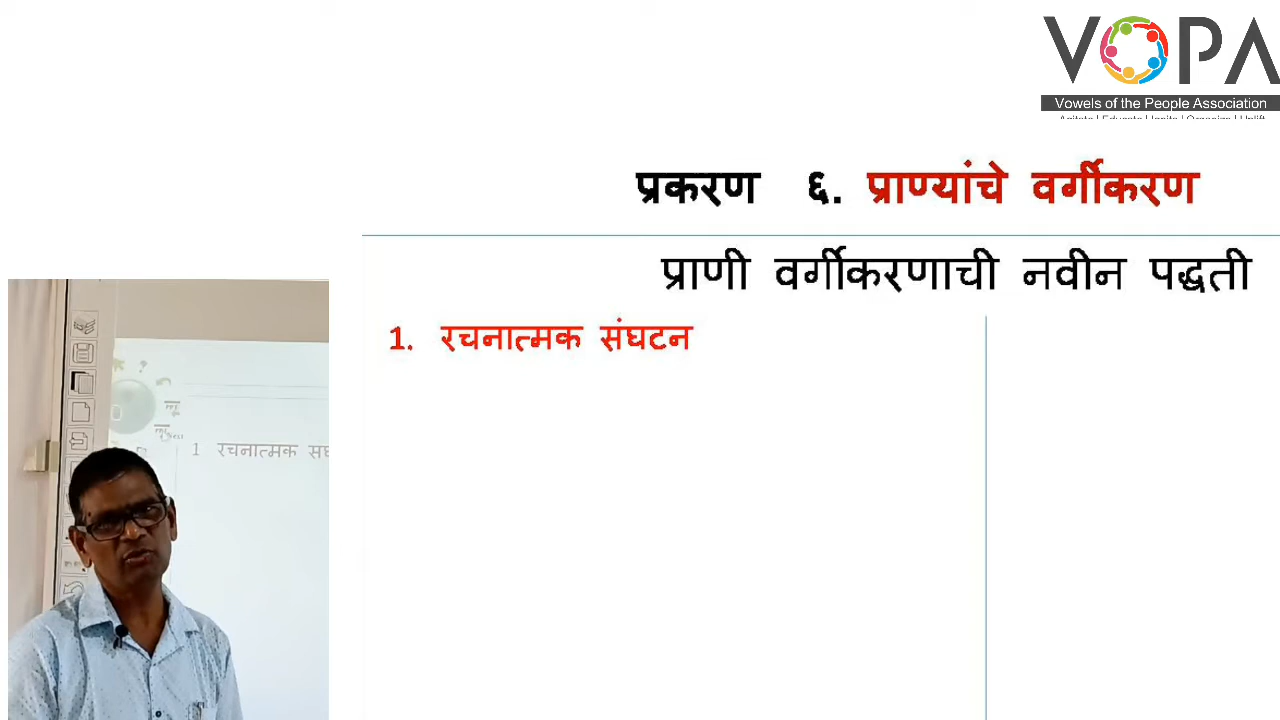 VOPA
Vowels of the People Association
प्रकरण ६. प्राण्यांचे वर्गीकरण
प्राणी वर्गीकरणाची नवीन पद्धती
1. रचनात्मक संघटन
1 रचनात्मक